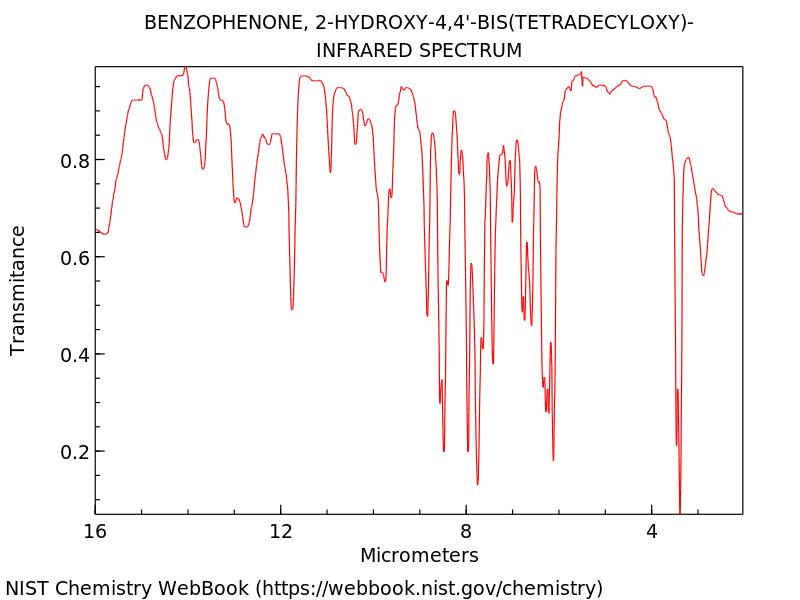 BENZOPHENONE, 2-HYDROXY-4,4'-BIS(TETRADECYLOXY)-
INFRARED SPECTRUM
Transmitance
0.8
0.6
0.4
0.2
16 12 8 4
Micrometers
NIST Chemistry WebBook (https://webbook.nist.gov/chemistry)